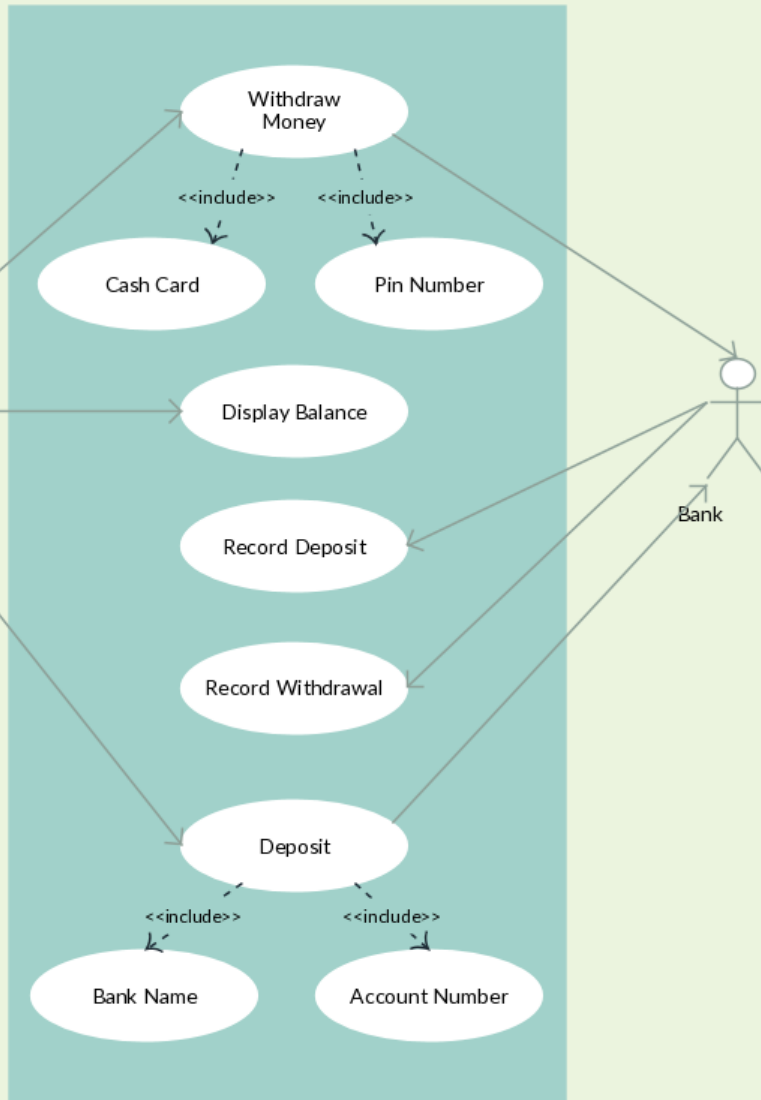 Withdraw
Money
<<include>>
<<include>>
Cash Card
Pin Number
Display Balance
Record Deposit
Bank
Record Withdrawal
Deposit
<<include>>
<<include>>
Bank Name
Account Number